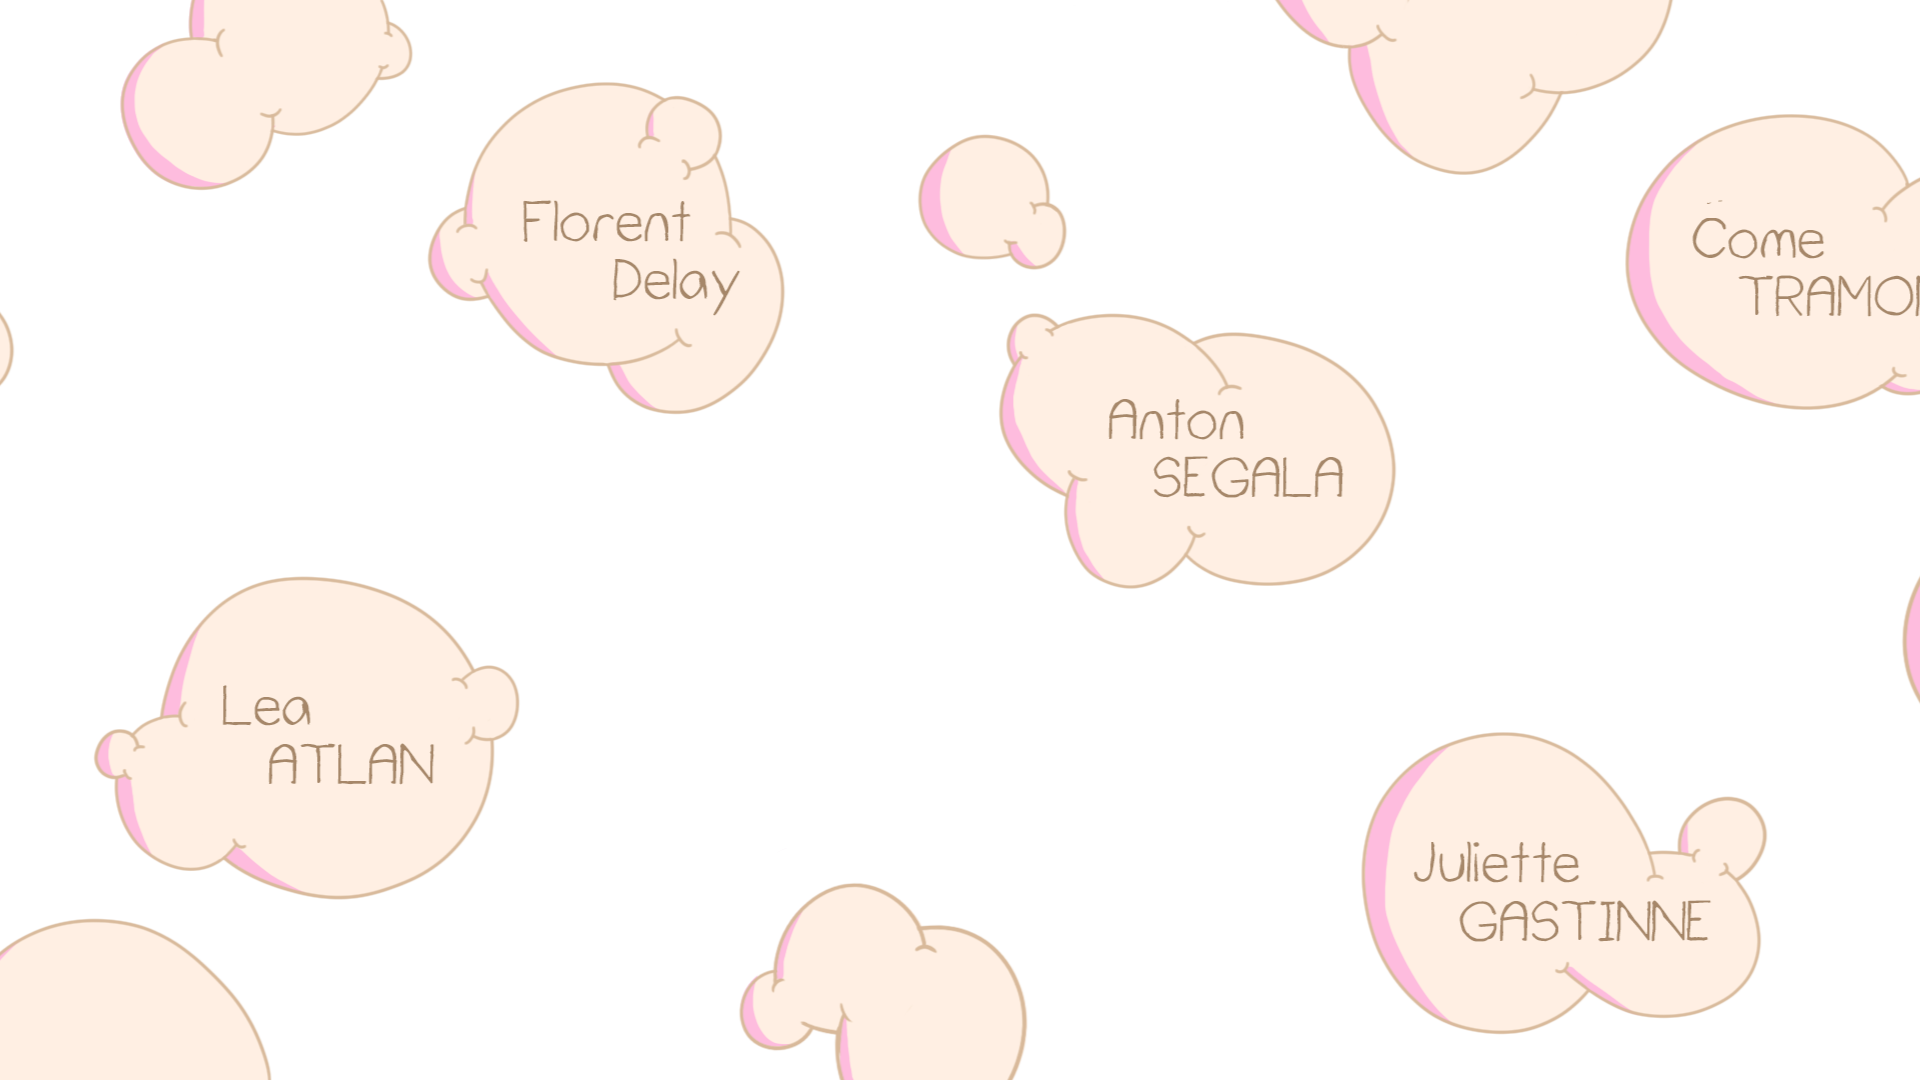 Florent
Delay
Come
Anton
SEGALA
Lea
ATLAN
Juliette
GASTINNE